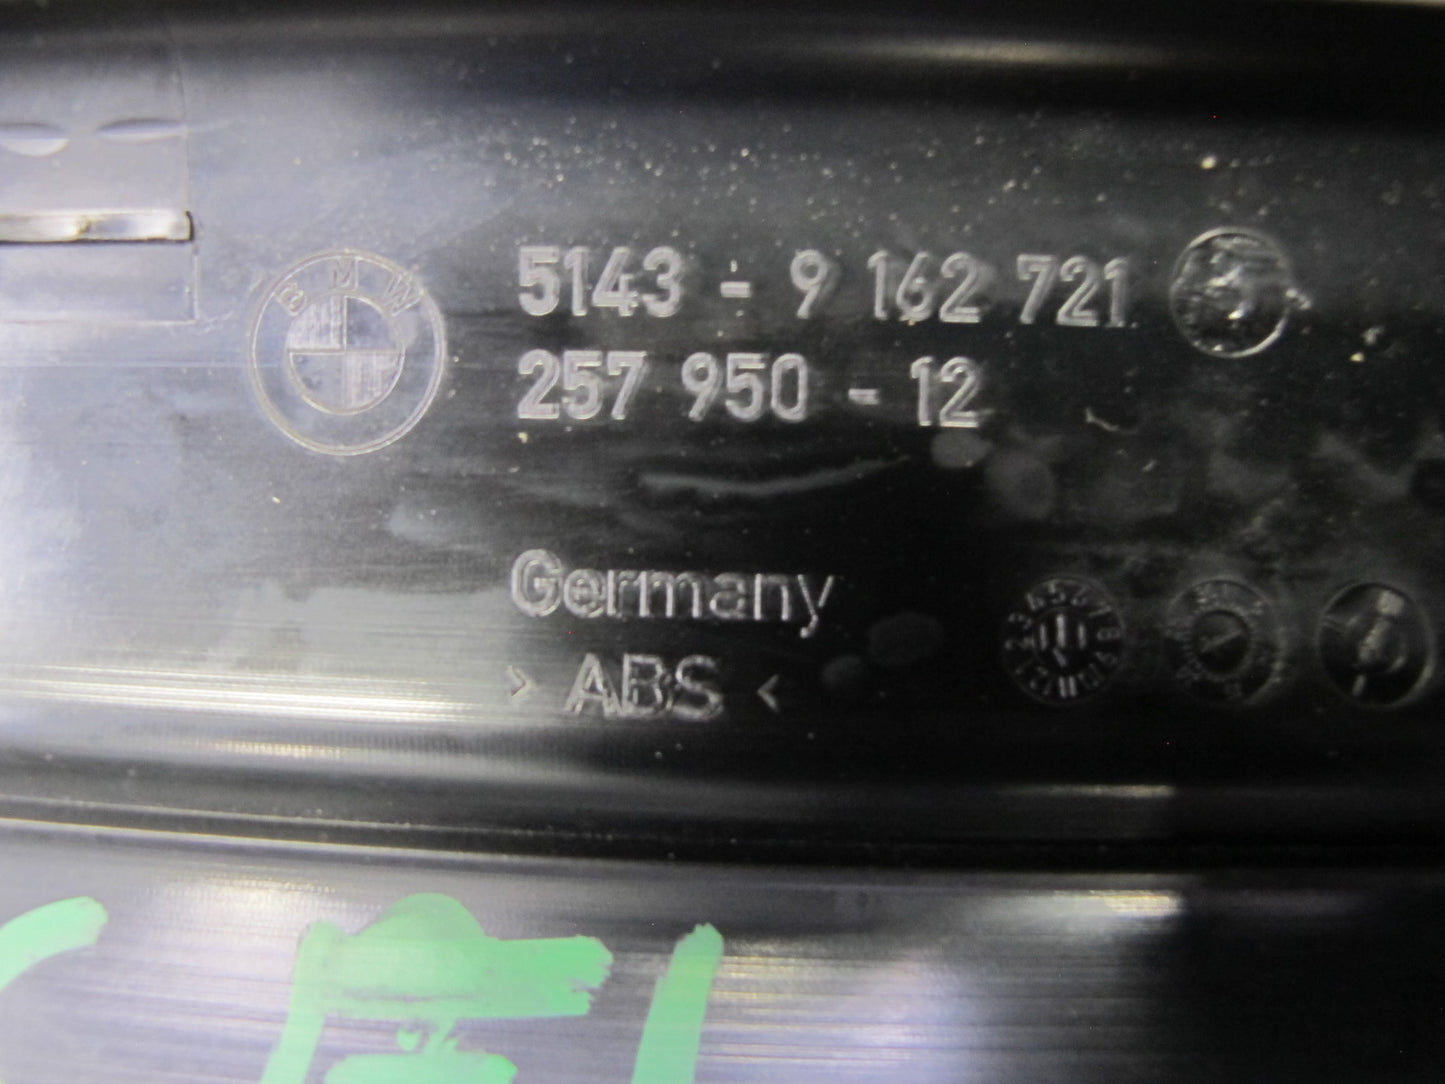 BMW
5143 - 9 162 721
257 950 - 12
Germany
> ABS <